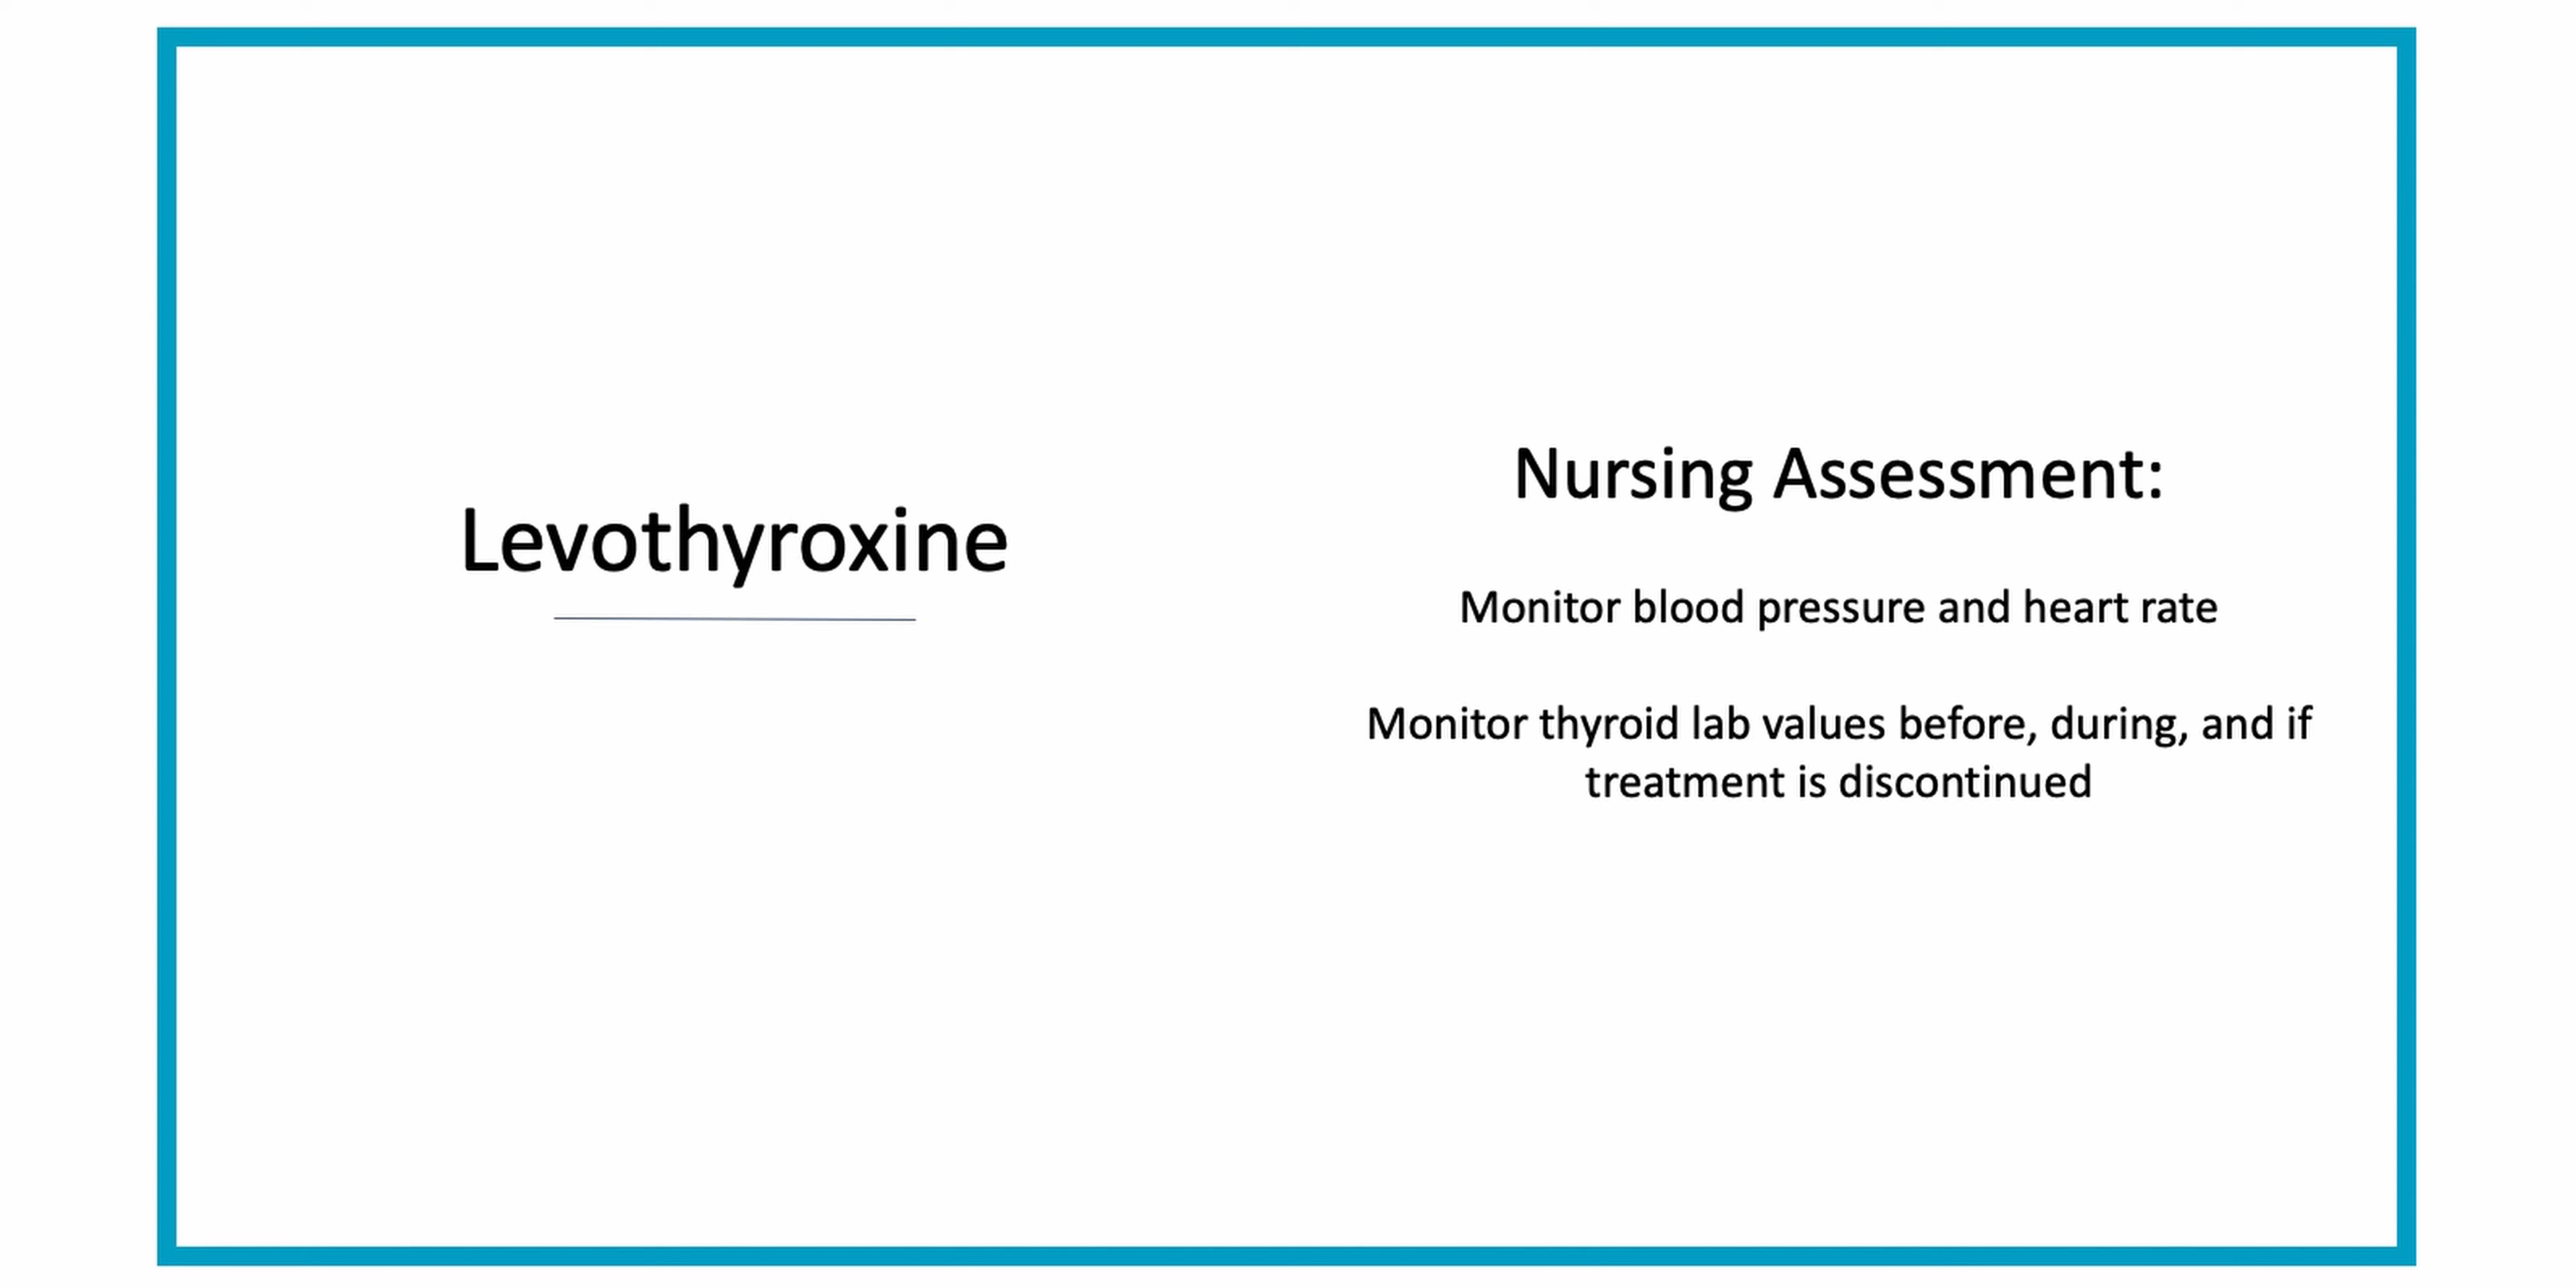 Levothyroxine
Nursing Assessment:
Monitor blood pressure and heart rate
Monitor thyroid lab values before, during, and if
treatment is discontinued